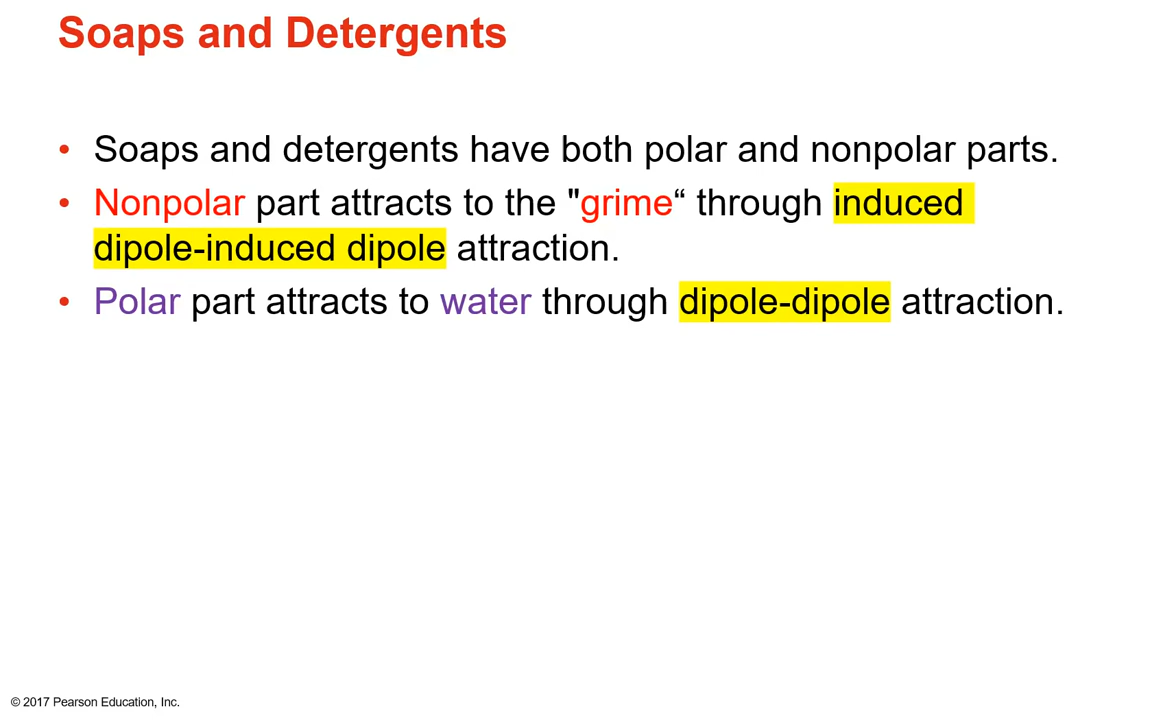 Soaps and Detergents
• Soaps and detergents have both polar and nonpolar parts.
• Nonpolar part attracts to the "grime“ through induced
dipole-induced dipole attraction.
• Polar part attracts to water through dipole-dipole attraction.
© 2017 Pearson Education, Inc.